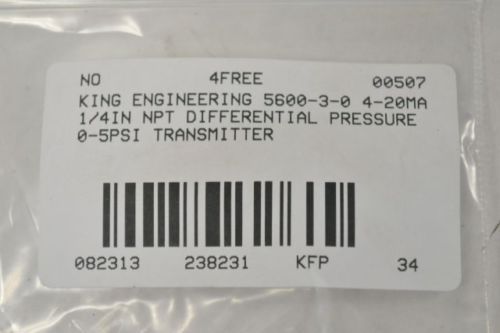 NO 4FREE 00507
KING ENGINEERING 5600-3-0 4-20MA
1/4IN NPT DIFFERENTIAL PRESSURE
0-5PSI TRANSMITTER
082313 238231 KFP 34